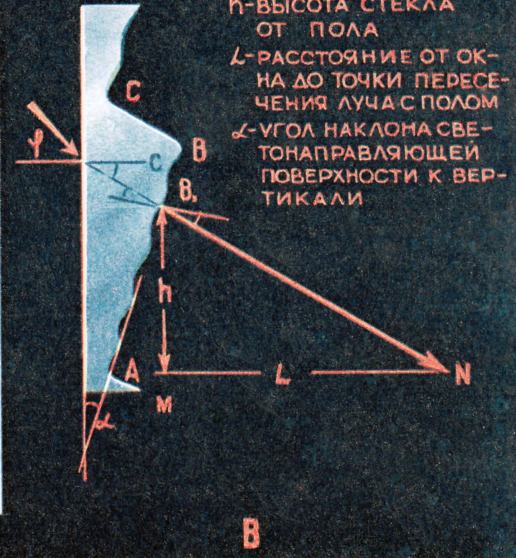 h-ВЫСОТА СТЕКЛА
ОТ ПОЛА
L-РАССТОЯНИЕ ОТ ОК-
НА ДО ТОЧКИ ПЕРЕСЕ-
ЧЕНИЯ ЛУЧА С ПОЛОМ
α-УГОЛ НАКЛОНА СВЕ-
ТОНАПРАВЛЯЮЩЕЙ
ПОВЕРХНОСТИ К ВЕР-
ТИКАЛИ
C
B
φ
C
B₁
h
A
L
N
M
α
В